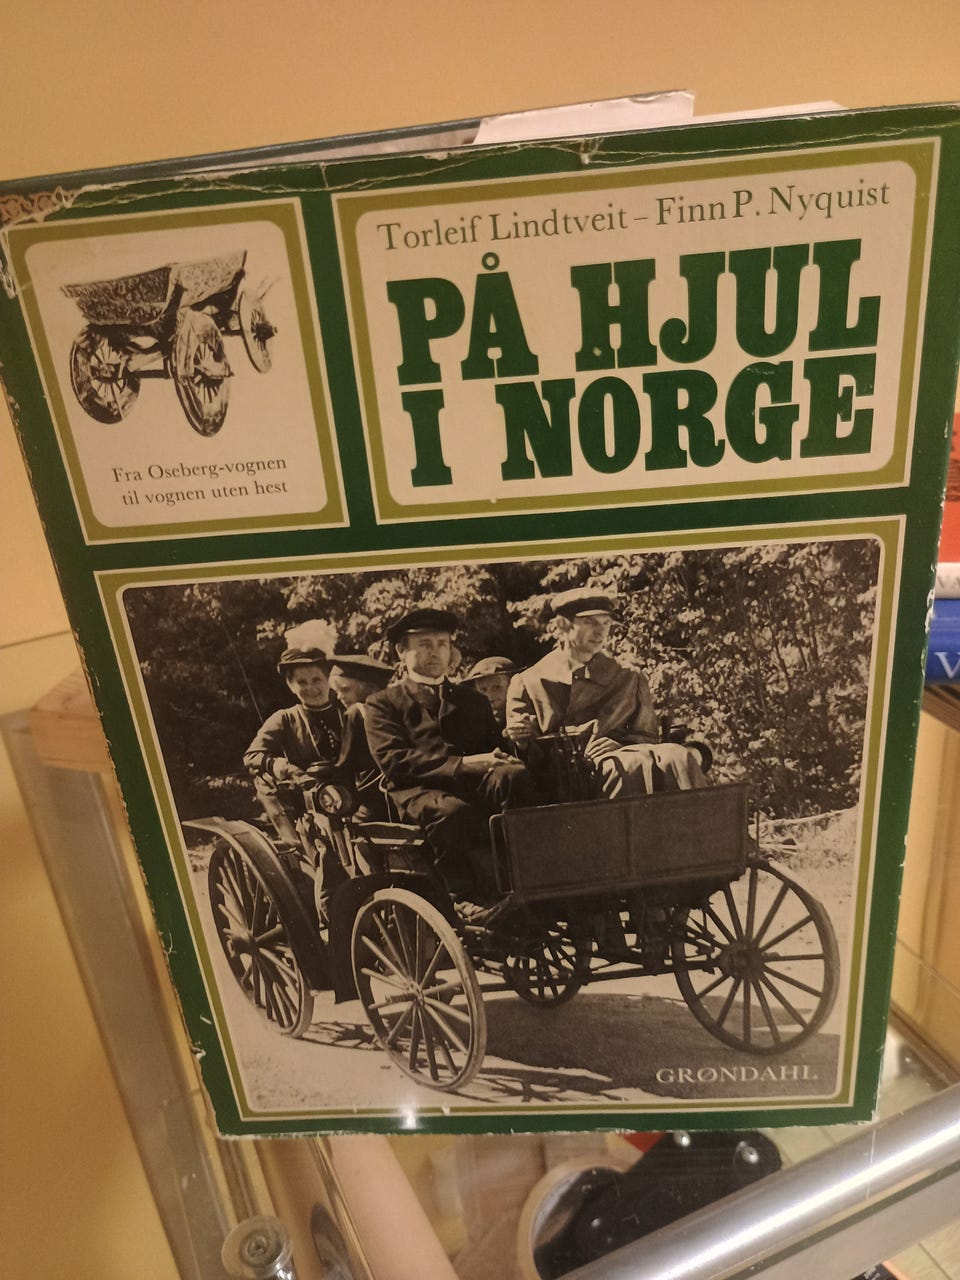 Torleif Lindtveit – Finn P. Nyquist
PÅ HJUL
I NORGE
Fra Oseberg-vognen
til vognen uten hest
GRØNDAHL
V